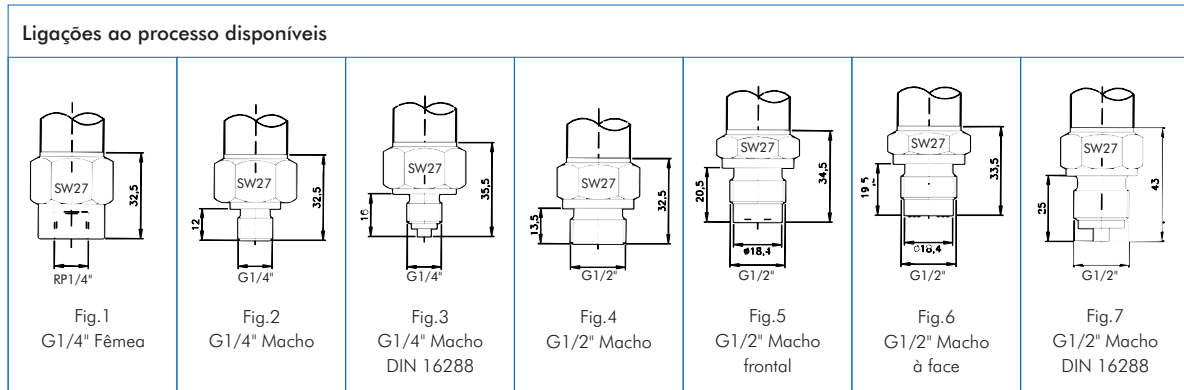 Ligações ao processo disponíveis
SW27
32,5
RP1/4"
Fig.1
G1/4" Fêmea
SW27
32,5
12
G1/4"
Fig.2
G1/4" Macho
SW27
35,5
16
G1/4"
Fig.3
G1/4" Macho
DIN 16288
SW27
32,5
13,5
G1/2"
Fig.4
G1/2" Macho
SW27
34,5
20,5
ø18,4
G1/2"
Fig.5
G1/2" Macho
frontal
SW27
33,5
19,5
ø18,4
G1/2"
Fig.6
G1/2" Macho
à face
SW27
43
25
G1/2"
Fig.7
G1/2" Macho
DIN 16288